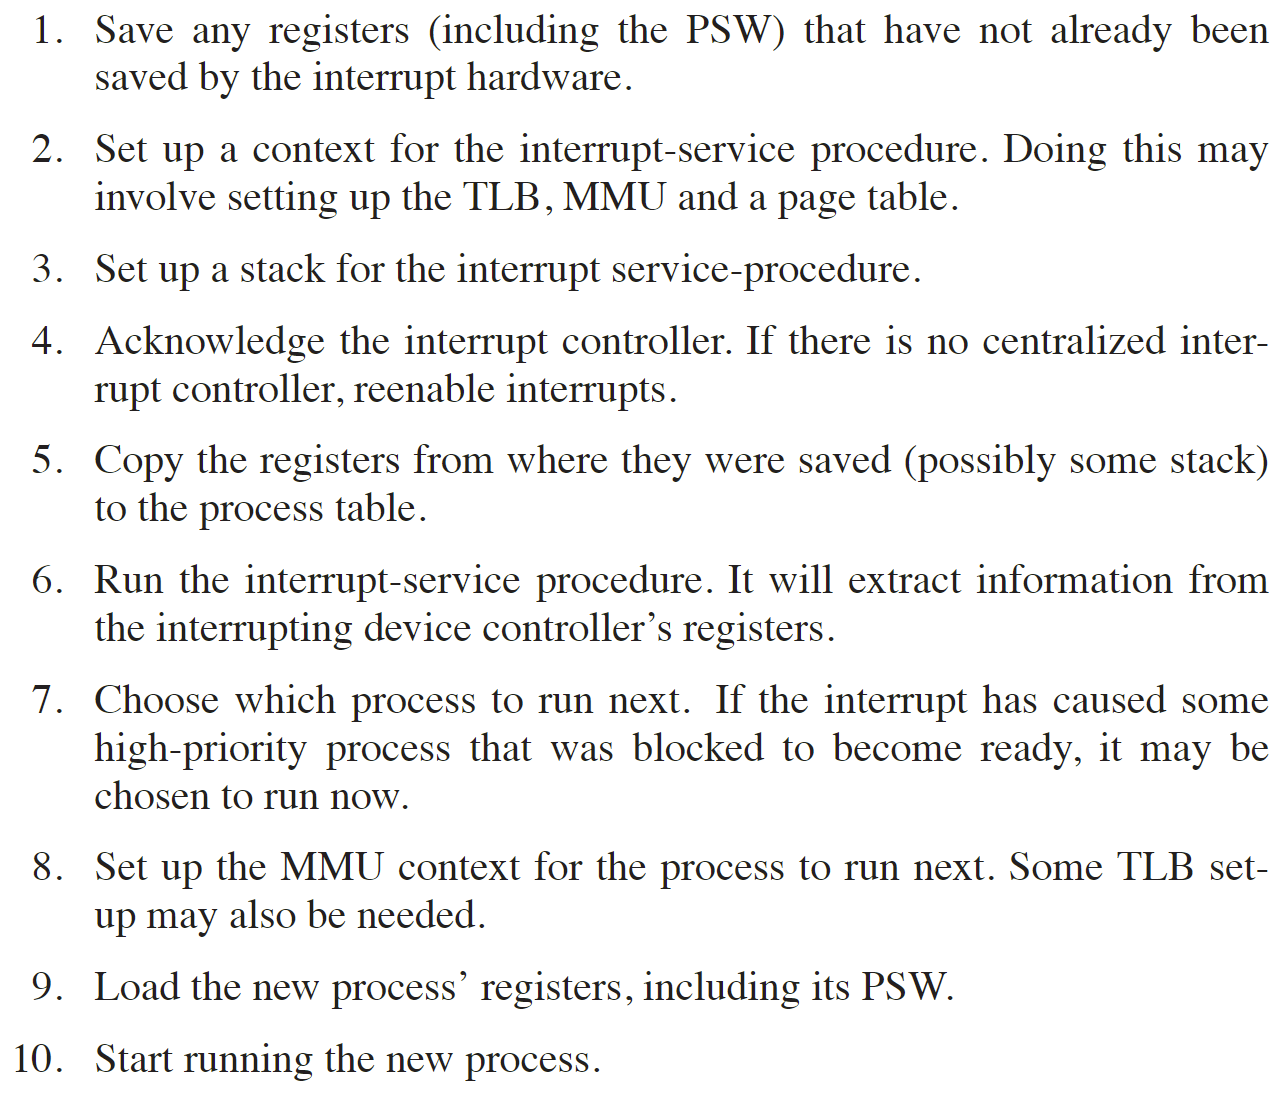 1. Save any registers (including the PSW) that have not already been
saved by the interrupt hardware.
2. Set up a context for the interrupt-service procedure. Doing this may
involve setting up the TLB, MMU and a page table.
3. Set up a stack for the interrupt service-procedure.
4. Acknowledge the interrupt controller. If there is no centralized inter-
rupt controller, reenable interrupts.
5. Copy the registers from where they were saved (possibly some stack)
to the process table.
6. Run the interrupt-service procedure. It will extract information from
the interrupting device controller’s registers.
7. Choose which process to run next. If the interrupt has caused some
high-priority process that was blocked to become ready, it may be
chosen to run now.
8. Set up the MMU context for the process to run next. Some TLB set-
up may also be needed.
9. Load the new process’ registers, including its PSW.
10. Start running the new process.